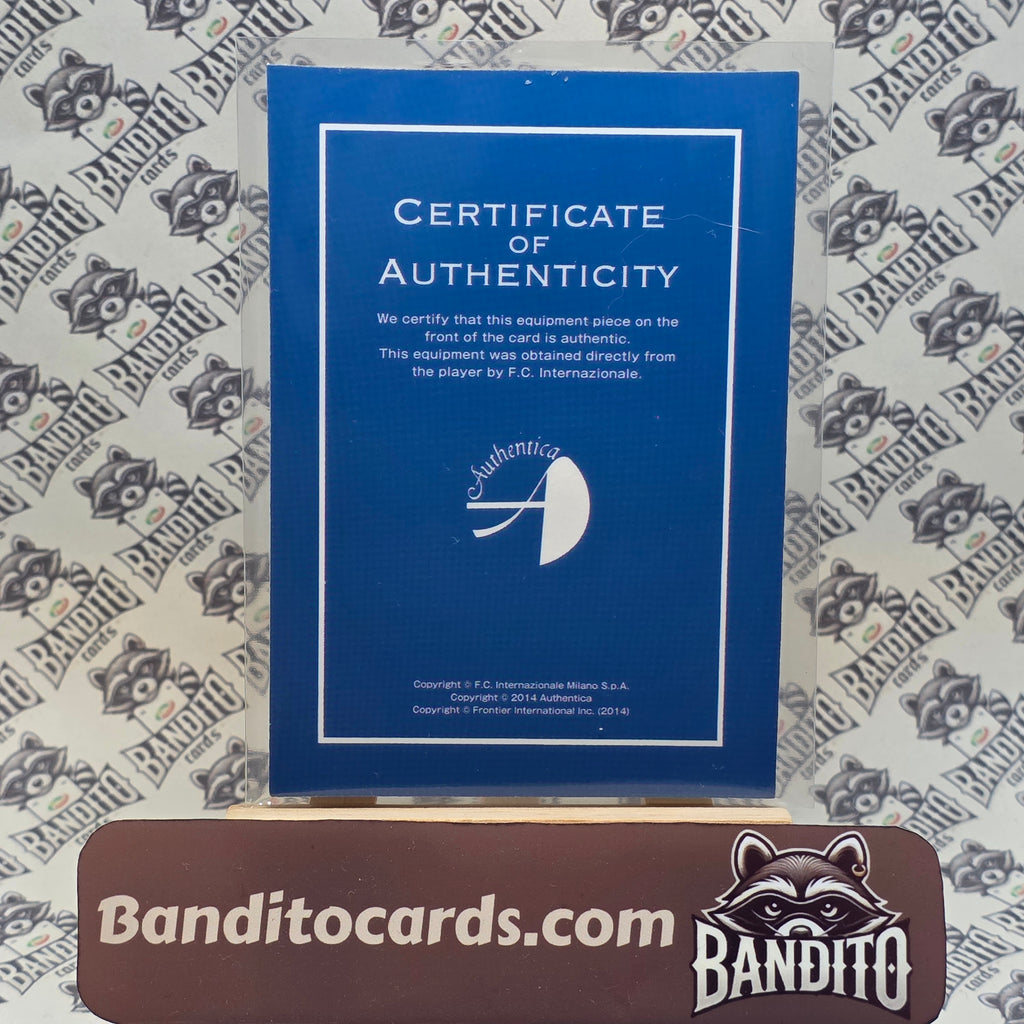 CERTIFICATE
OF
AUTHENTICITY
We certify that this equipment piece on the
front of the card is authentic.
This equipment was obtained directly from
the player by F.C. Internazionale.
Authentica
Copyright © F.C. Internazionale Milano S.p.A.
Copyright © 2014 Authentica
Copyright © Frontier International Inc. (2014)
Banditocards.com
BANDITO
BANDITO
cards